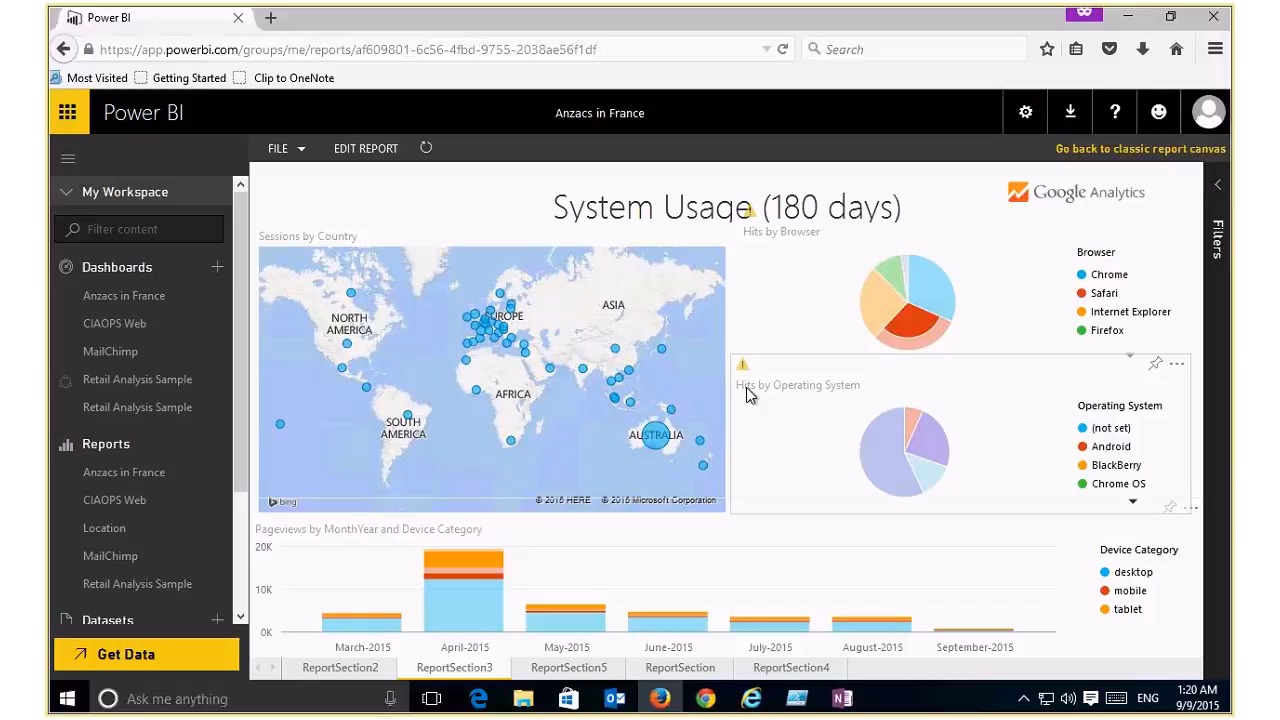 Power BI
https://app.powerbi.com/groups/me/reports/af609801-6c56-4fbd-9755-2038ae56f1df
Search
Most Visited
Getting Started
Clip to OneNote
Power BI
Anzacs in France
?
FILE
EDIT REPORT
Go back to classic report canvas
My Workspace
Filter content
Dashboards
Anzacs in France
CIAOPS Web
MailChimp
Retail Analysis Sample
Retail Analysis Sample
Reports
Anzacs in France
CIAOPS Web
Location
MailChimp
Retail Analysis Sample
Datasets
Get Data
System Usage (180 days)
Google Analytics
Filters
Sessions by Country
NORTH
AMERICA
EUROPE
ASIA
AFRICA
SOUTH
AMERICA
AUSTRALIA
bing
© 2015 HERE © 2015 Microsoft Corporation
Hits by Browser
Browser
Chrome
Safari
Internet Explorer
Firefox
Hits by Operating System
Operating System
(not set)
Android
BlackBerry
Chrome OS
Pageviews by MonthYear and Device Category
20K
10K
0K
March-2015
April-2015
May-2015
June-2015
July-2015
August-2015
September-2015
Device Category
desktop
mobile
tablet
ReportSection2
ReportSection3
ReportSection5
ReportSection
ReportSection4
Ask me anything
ENG
1:20 AM
9/9/2015